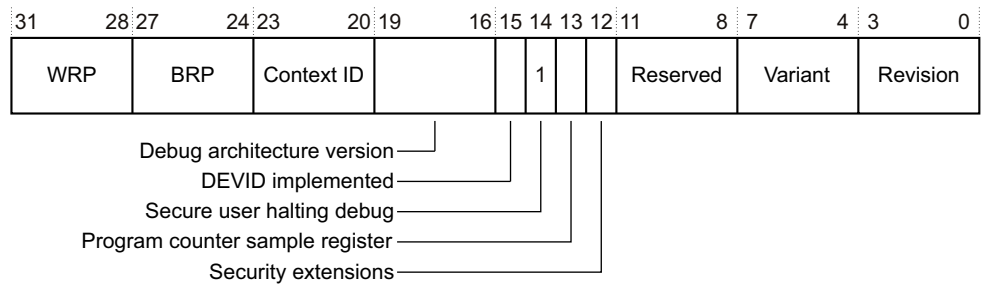 31 28 27 24 23 20 19 16 15 14 13 12 11 8 7 4 3 0
WRP BRP Context ID 1 Reserved Variant Revision
Debug architecture version
DEVID implemented
Secure user halting debug
Program counter sample register
Security extensions